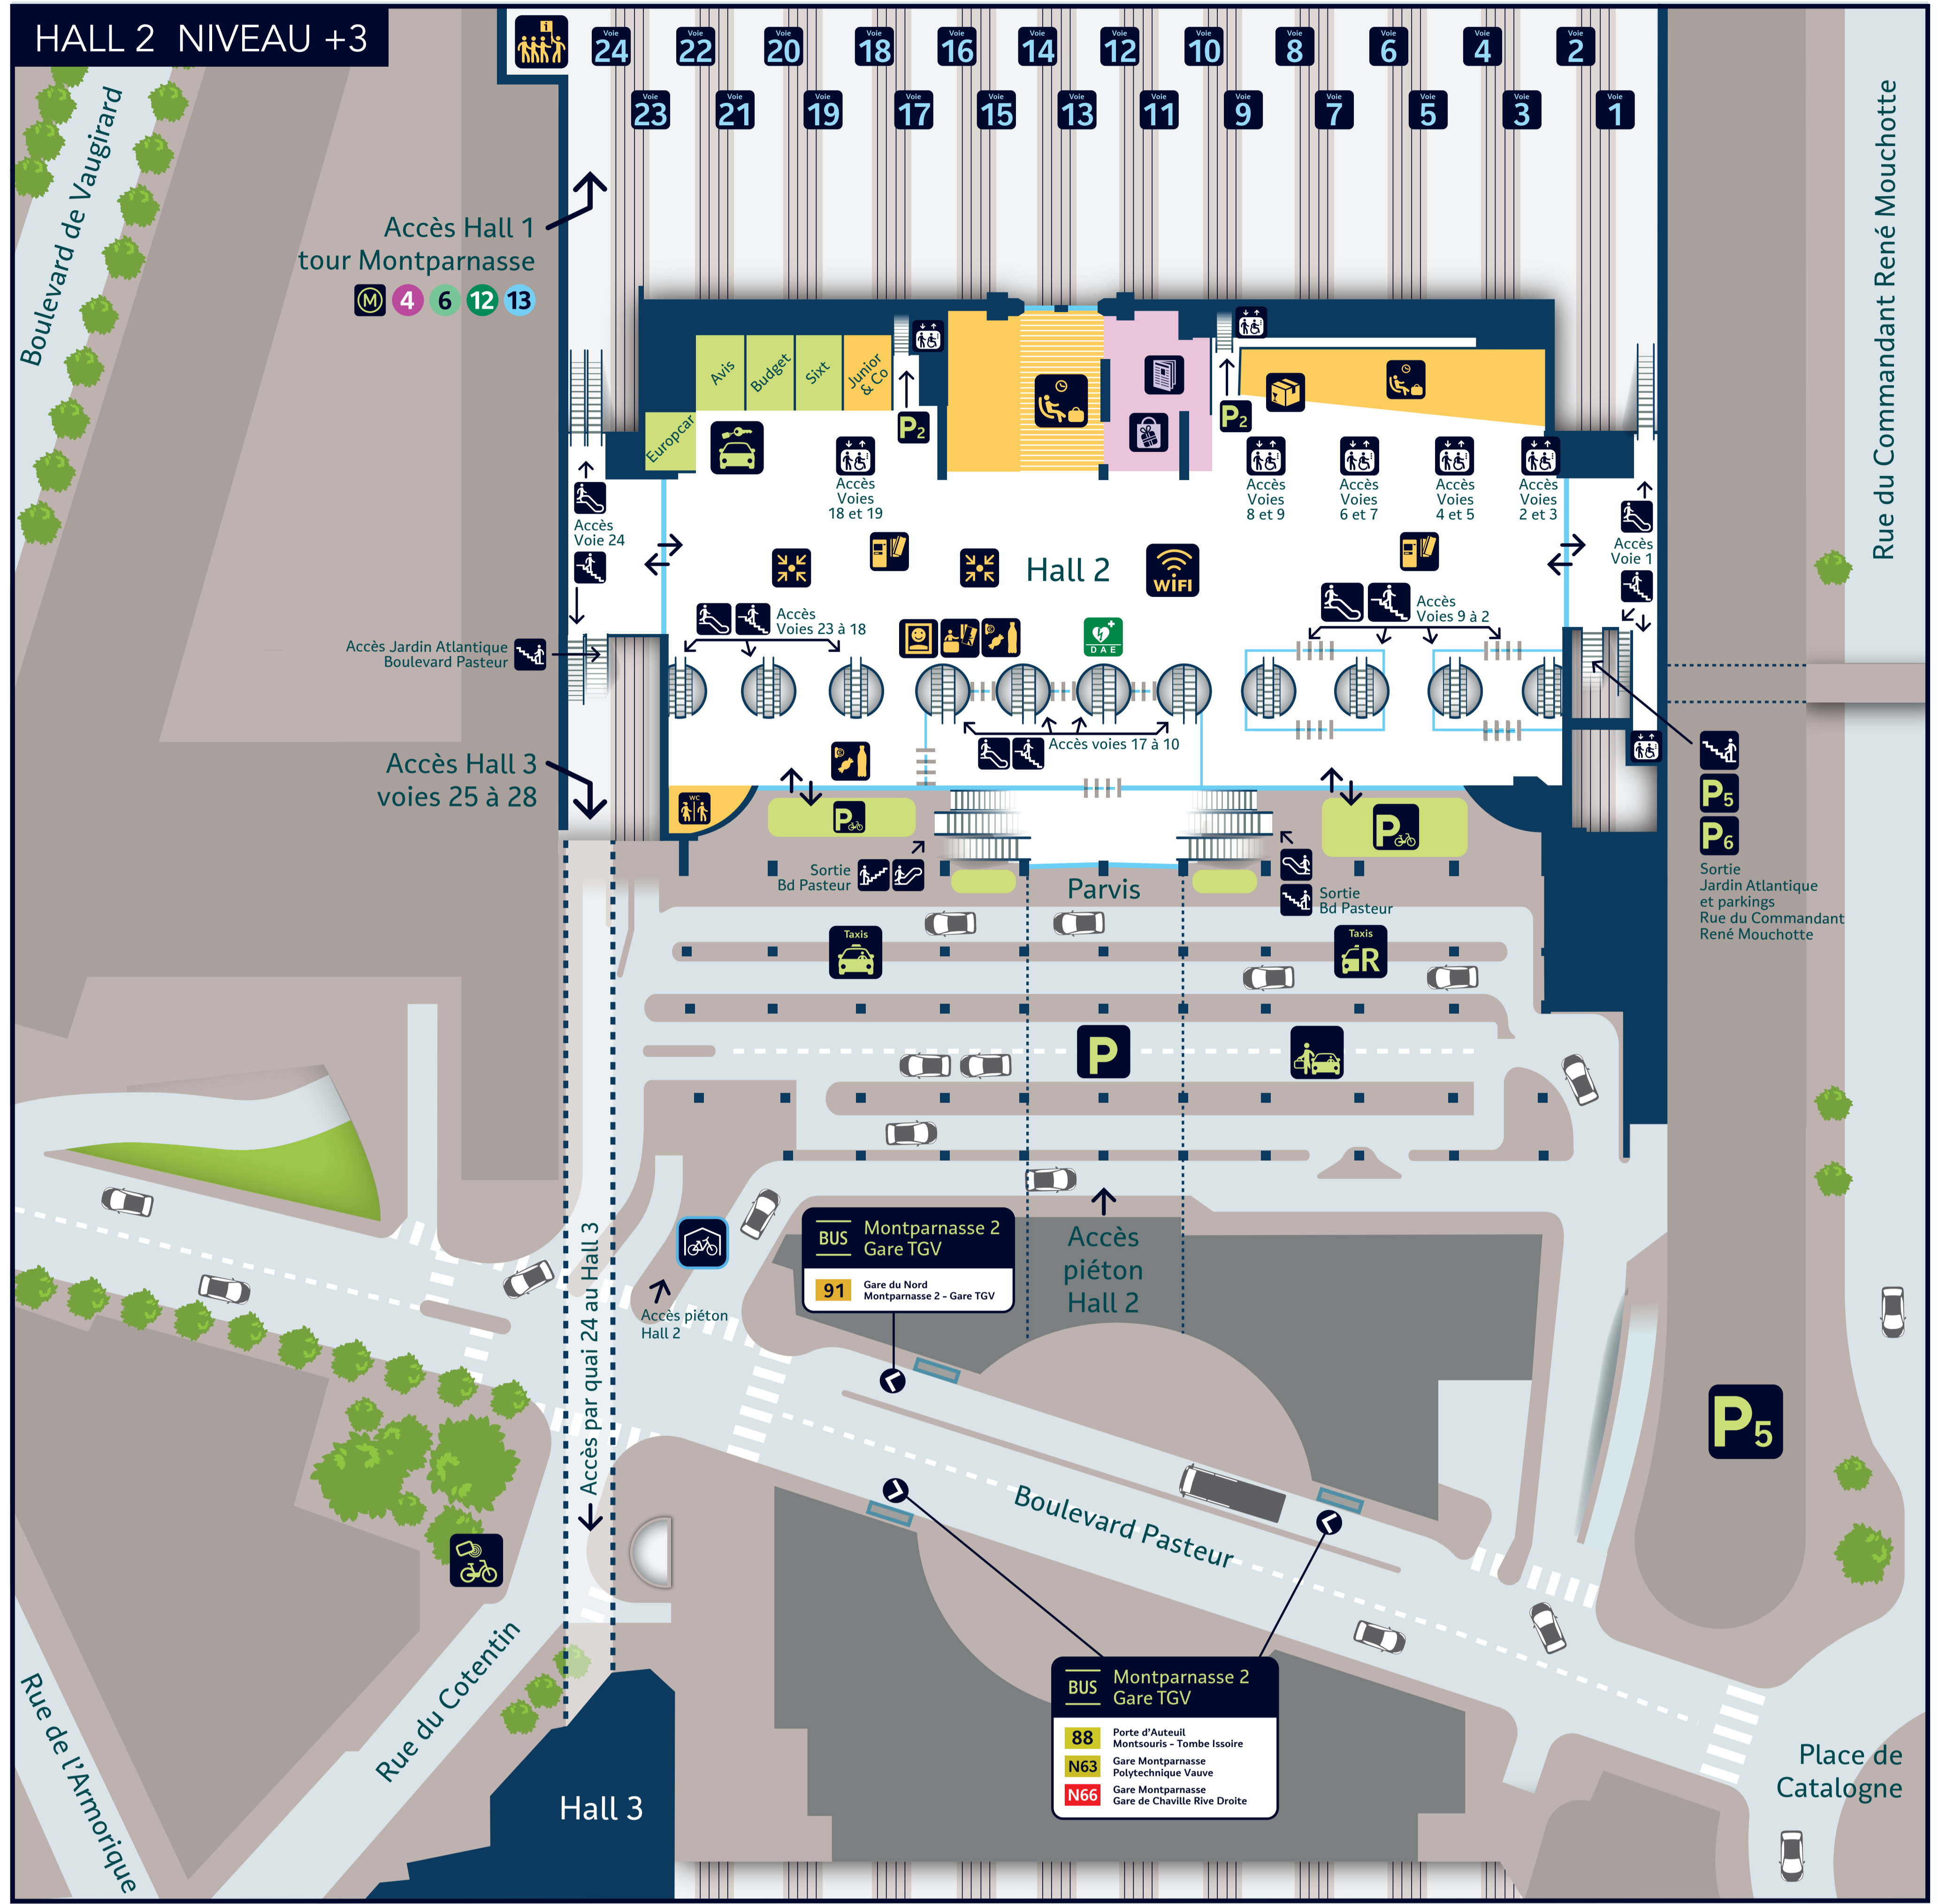 HALL 2 NIVEAU +3
Voie 24
Voie 22
Voie 20
Voie 18
Voie 16
Voie 14
Voie 12
Voie 10
Voie 8
Voie 6
Voie 4
Voie 2
Voie 23
Voie 21
Voie 19
Voie 17
Voie 15
Voie 13
Voie 11
Voie 9
Voie 7
Voie 5
Voie 3
Voie 1
Boulevard de Vaugirard
Rue du Commandant René Mouchotte
Accès Hall 1
tour Montparnasse
M 4 6 12 13
Avis
Budget
Sixt
Junior
& Co
Europcar
P2
P2
Accès
Voies
18 et 19
Accès
Voies
8 et 9
Accès
Voies
6 et 7
Accès
Voies
4 et 5
Accès
Voies
2 et 3
Accès
Voie 24
Accès
Voie 1
Hall 2
WiFi
Accès
Voies 23 à 18
Accès
Voies 9 à 2
DAE
Accès Jardin Atlantique
Boulevard Pasteur
Accès voies 17 à 10
Accès Hall 3
voies 25 à 28
WC
P
P
P5
P6
Sortie
Jardin Atlantique
et parkings
Rue du Commandant
René Mouchotte
Sortie
Bd Pasteur
Parvis
Sortie
Bd Pasteur
Taxis
Taxis
R
P
Accès par quai 24 au Hall 3
BUS
Montparnasse 2
Gare TGV
91
Gare du Nord
Montparnasse 2 - Gare TGV
Accès
piéton
Hall 2
Accès piéton
Hall 2
P5
Boulevard Pasteur
BUS
Montparnasse 2
Gare TGV
88
Porte d'Auteuil
Montsouris - Tombe Issoire
N63
Gare Montparnasse
Polytechnique Vauve
N66
Gare Montparnasse
Gare de Chaville Rive Droite
Rue du Cotentin
Rue de l'Armorique
Hall 3
Place de
Catalogne